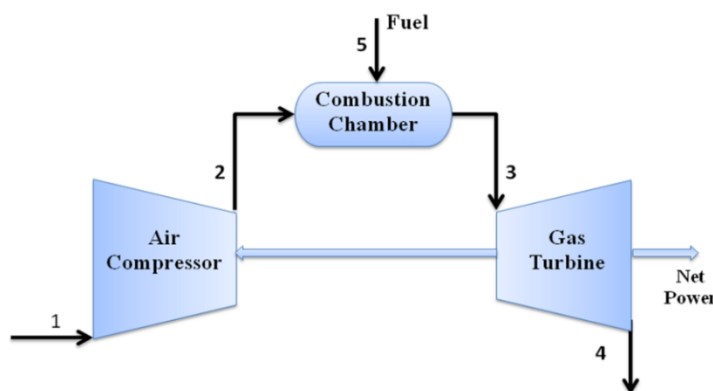 5
Fuel
Combustion
Chamber
2
3
Air
Compressor
Gas
Turbine
Net
Power
1
4